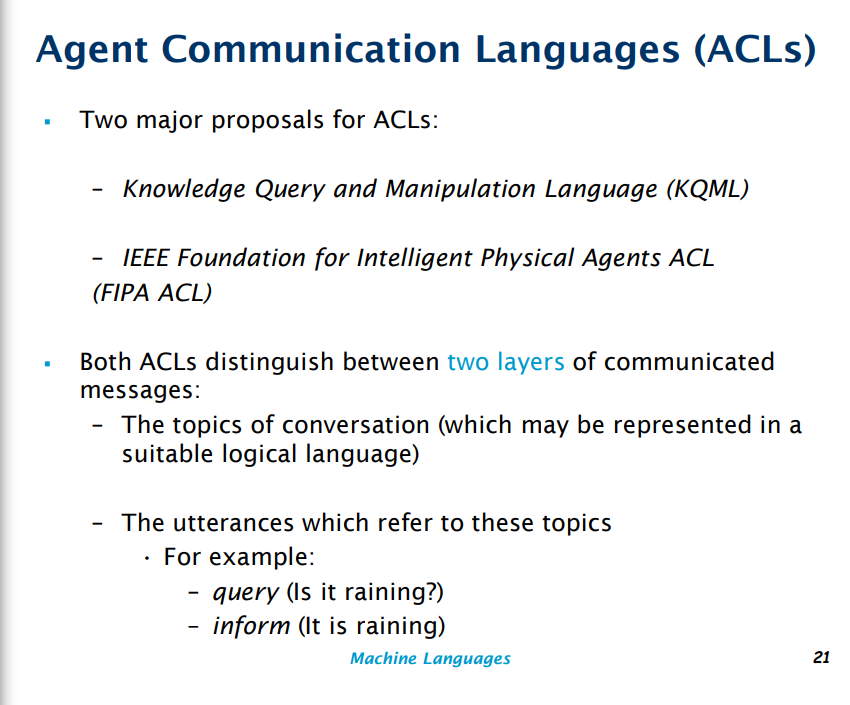 Agent Communication Languages (ACLs)
▪ Two major proposals for ACLs:
– Knowledge Query and Manipulation Language (KQML)
– IEEE Foundation for Intelligent Physical Agents ACL
(FIPA ACL)
▪ Both ACLs distinguish between two layers of communicated
messages:
– The topics of conversation (which may be represented in a
suitable logical language)
– The utterances which refer to these topics
• For example:
– query (Is it raining?)
– inform (It is raining)
Machine Languages 21